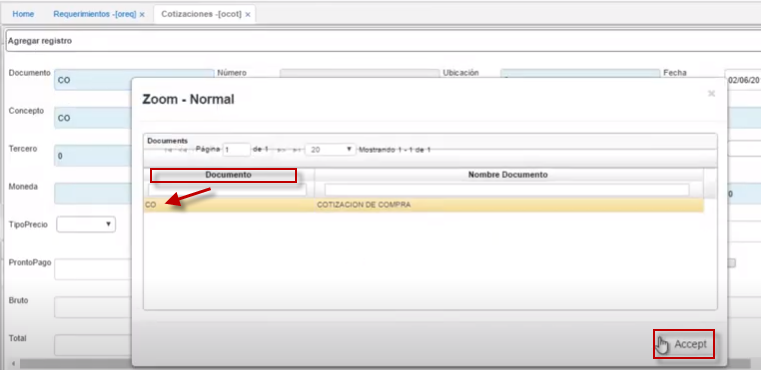 Home Requerimientos -[oreq] x Cotizaciones -[ocot] x
Agregar registro
Documento CO Número Ubicación Fecha 02/06/20
Concepto CO
Tercero 0
Moneda 0
TipoPrecio
ProntoPago
Bruto
Total
Zoom - Normal ×
Documents
Página 1 de 1 20 Mostrando 1 - 1 de 1
Documento Nombre Documento
CO COTIZACION DE COMPRA
Accept